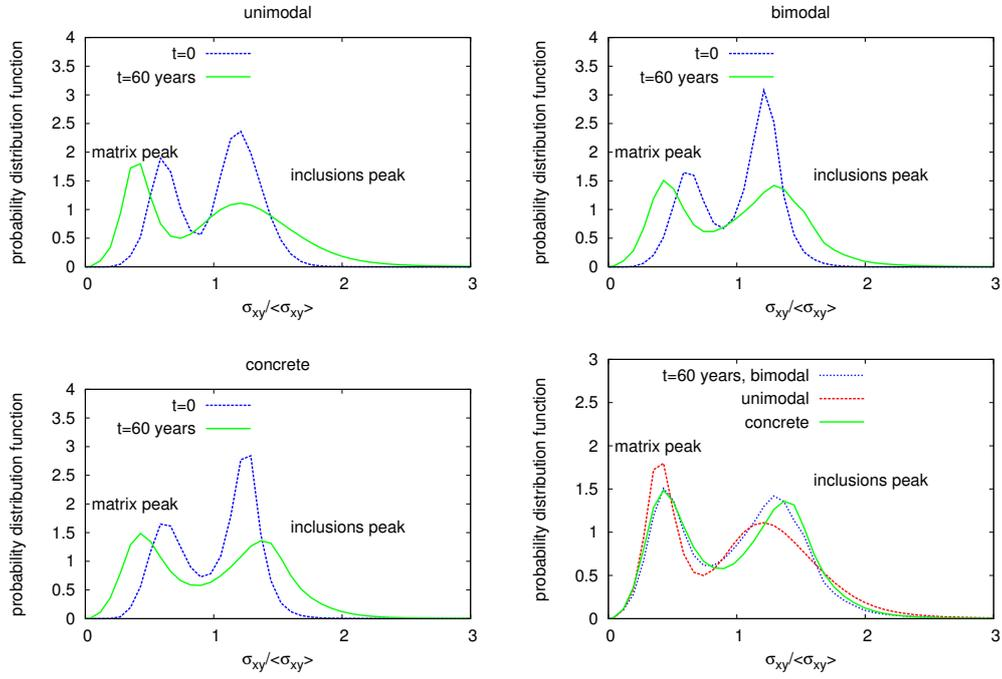 unimodal
probability distribution function
4
3.5
3
2.5
2
1.5
1
0.5
0
t=0
t=60 years
matrix peak
inclusions peak
0 1 2 3
σxy/<σxy>
bimodal
probability distribution function
4
3.5
3
2.5
2
1.5
1
0.5
0
t=0
t=60 years
matrix peak
inclusions peak
0 1 2 3
σxy/<σxy>
concrete
probability distribution function
4
3.5
3
2.5
2
1.5
1
0.5
0
t=0
t=60 years
matrix peak
inclusions peak
0 1 2 3
σxy/<σxy>
probability distribution function
3
2.5
2
1.5
1
0.5
0
t=60 years, bimodal
unimodal
concrete
matrix peak
inclusions peak
0 1 2 3
σxy/<σxy>